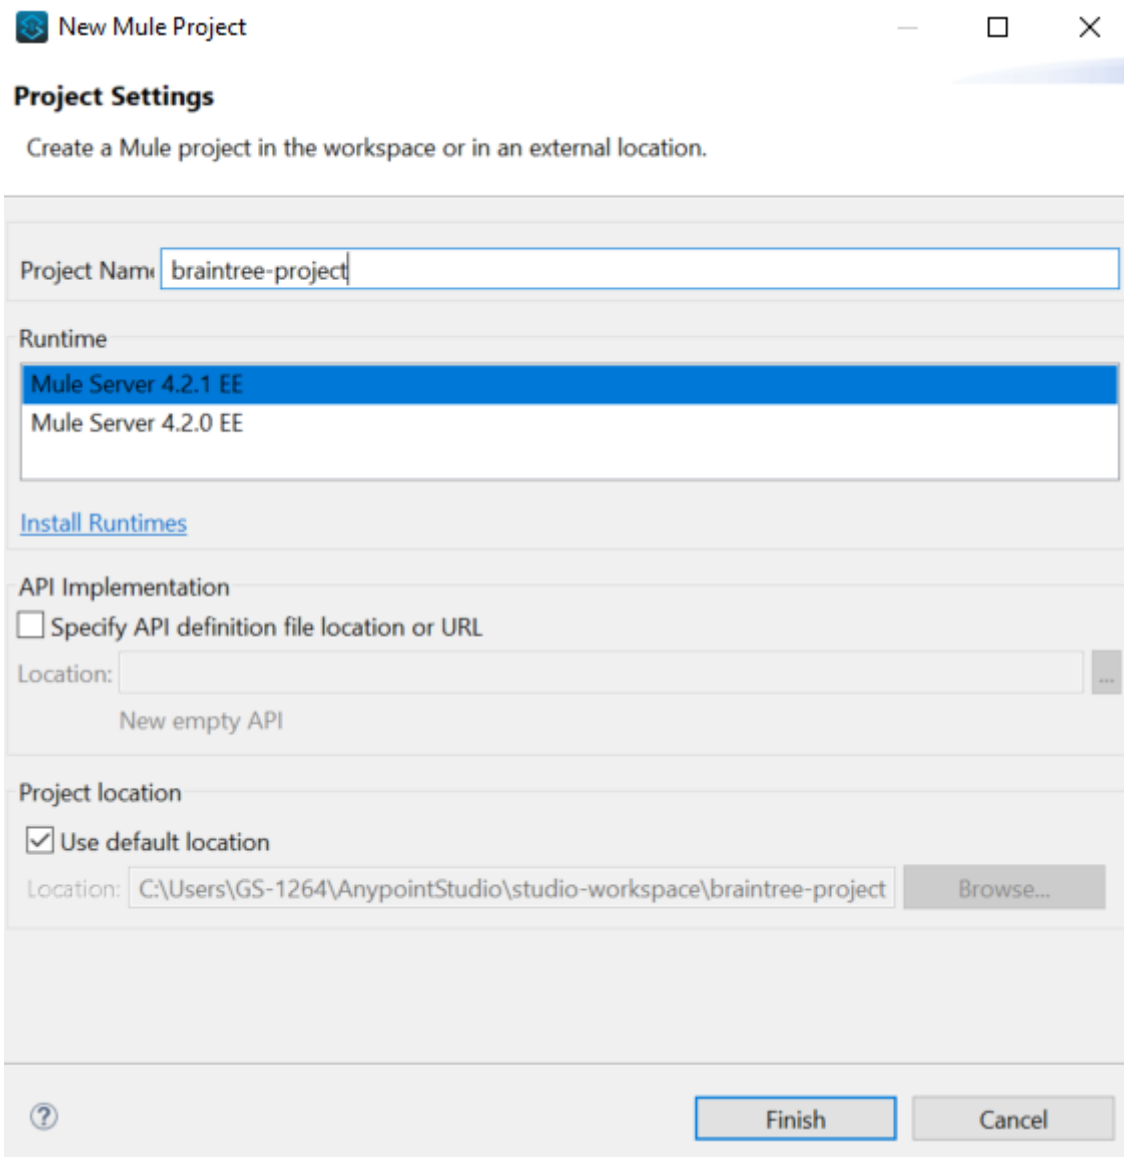 New Mule Project
Project Settings
Create a Mule project in the workspace or in an external location.
Project Nam braintree-project
Runtime
Mule Server 4.2.1 EE
Mule Server 4.2.0 EE
Install Runtimes
API Implementation
Specify API definition file location or URL
Location: ...
New empty API
Project location
Use default location
Location: C:\Users\GS-1264\AnypointStudio\studio-workspace\braintree-project Browse...
? Finish Cancel